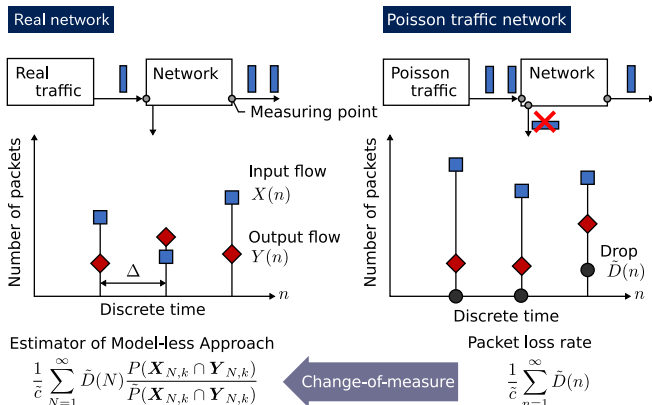 Real network
Poisson traffic network
Real
traffic
Network
Measuring point
Poisson
traffic
Network
Number of packets
Input flow
X(n)
Output flow
Y(n)
Δ
n
Discrete time
Number of packets
Drop
D̃(n)
n
Discrete time
Estimator of Model-less Approach
1/c̃ ∑_{N=1}^{∞} D̃(N) P(𝑿_{N,k} ∩ 𝒀_{N,k}) / P̃(𝑿_{N,k} ∩ 𝒀_{N,k})
Change-of-measure
Packet loss rate
1/c̃ ∑_{n=1}^{∞} D̃(n)